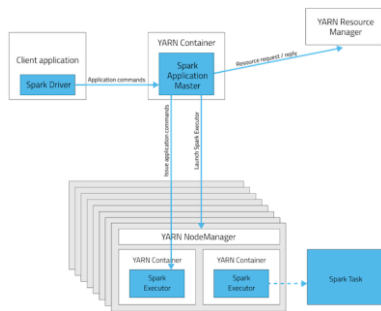 Client application
Spark Driver
Application commands
YARN Container
Spark
Application
Master
Resource request / reply
YARN Resource
Manager
Issue application commands
Launch Spark Executor
YARN NodeManager
YARN Container
Spark
Executor
YARN Container
Spark
Executor
Spark Task